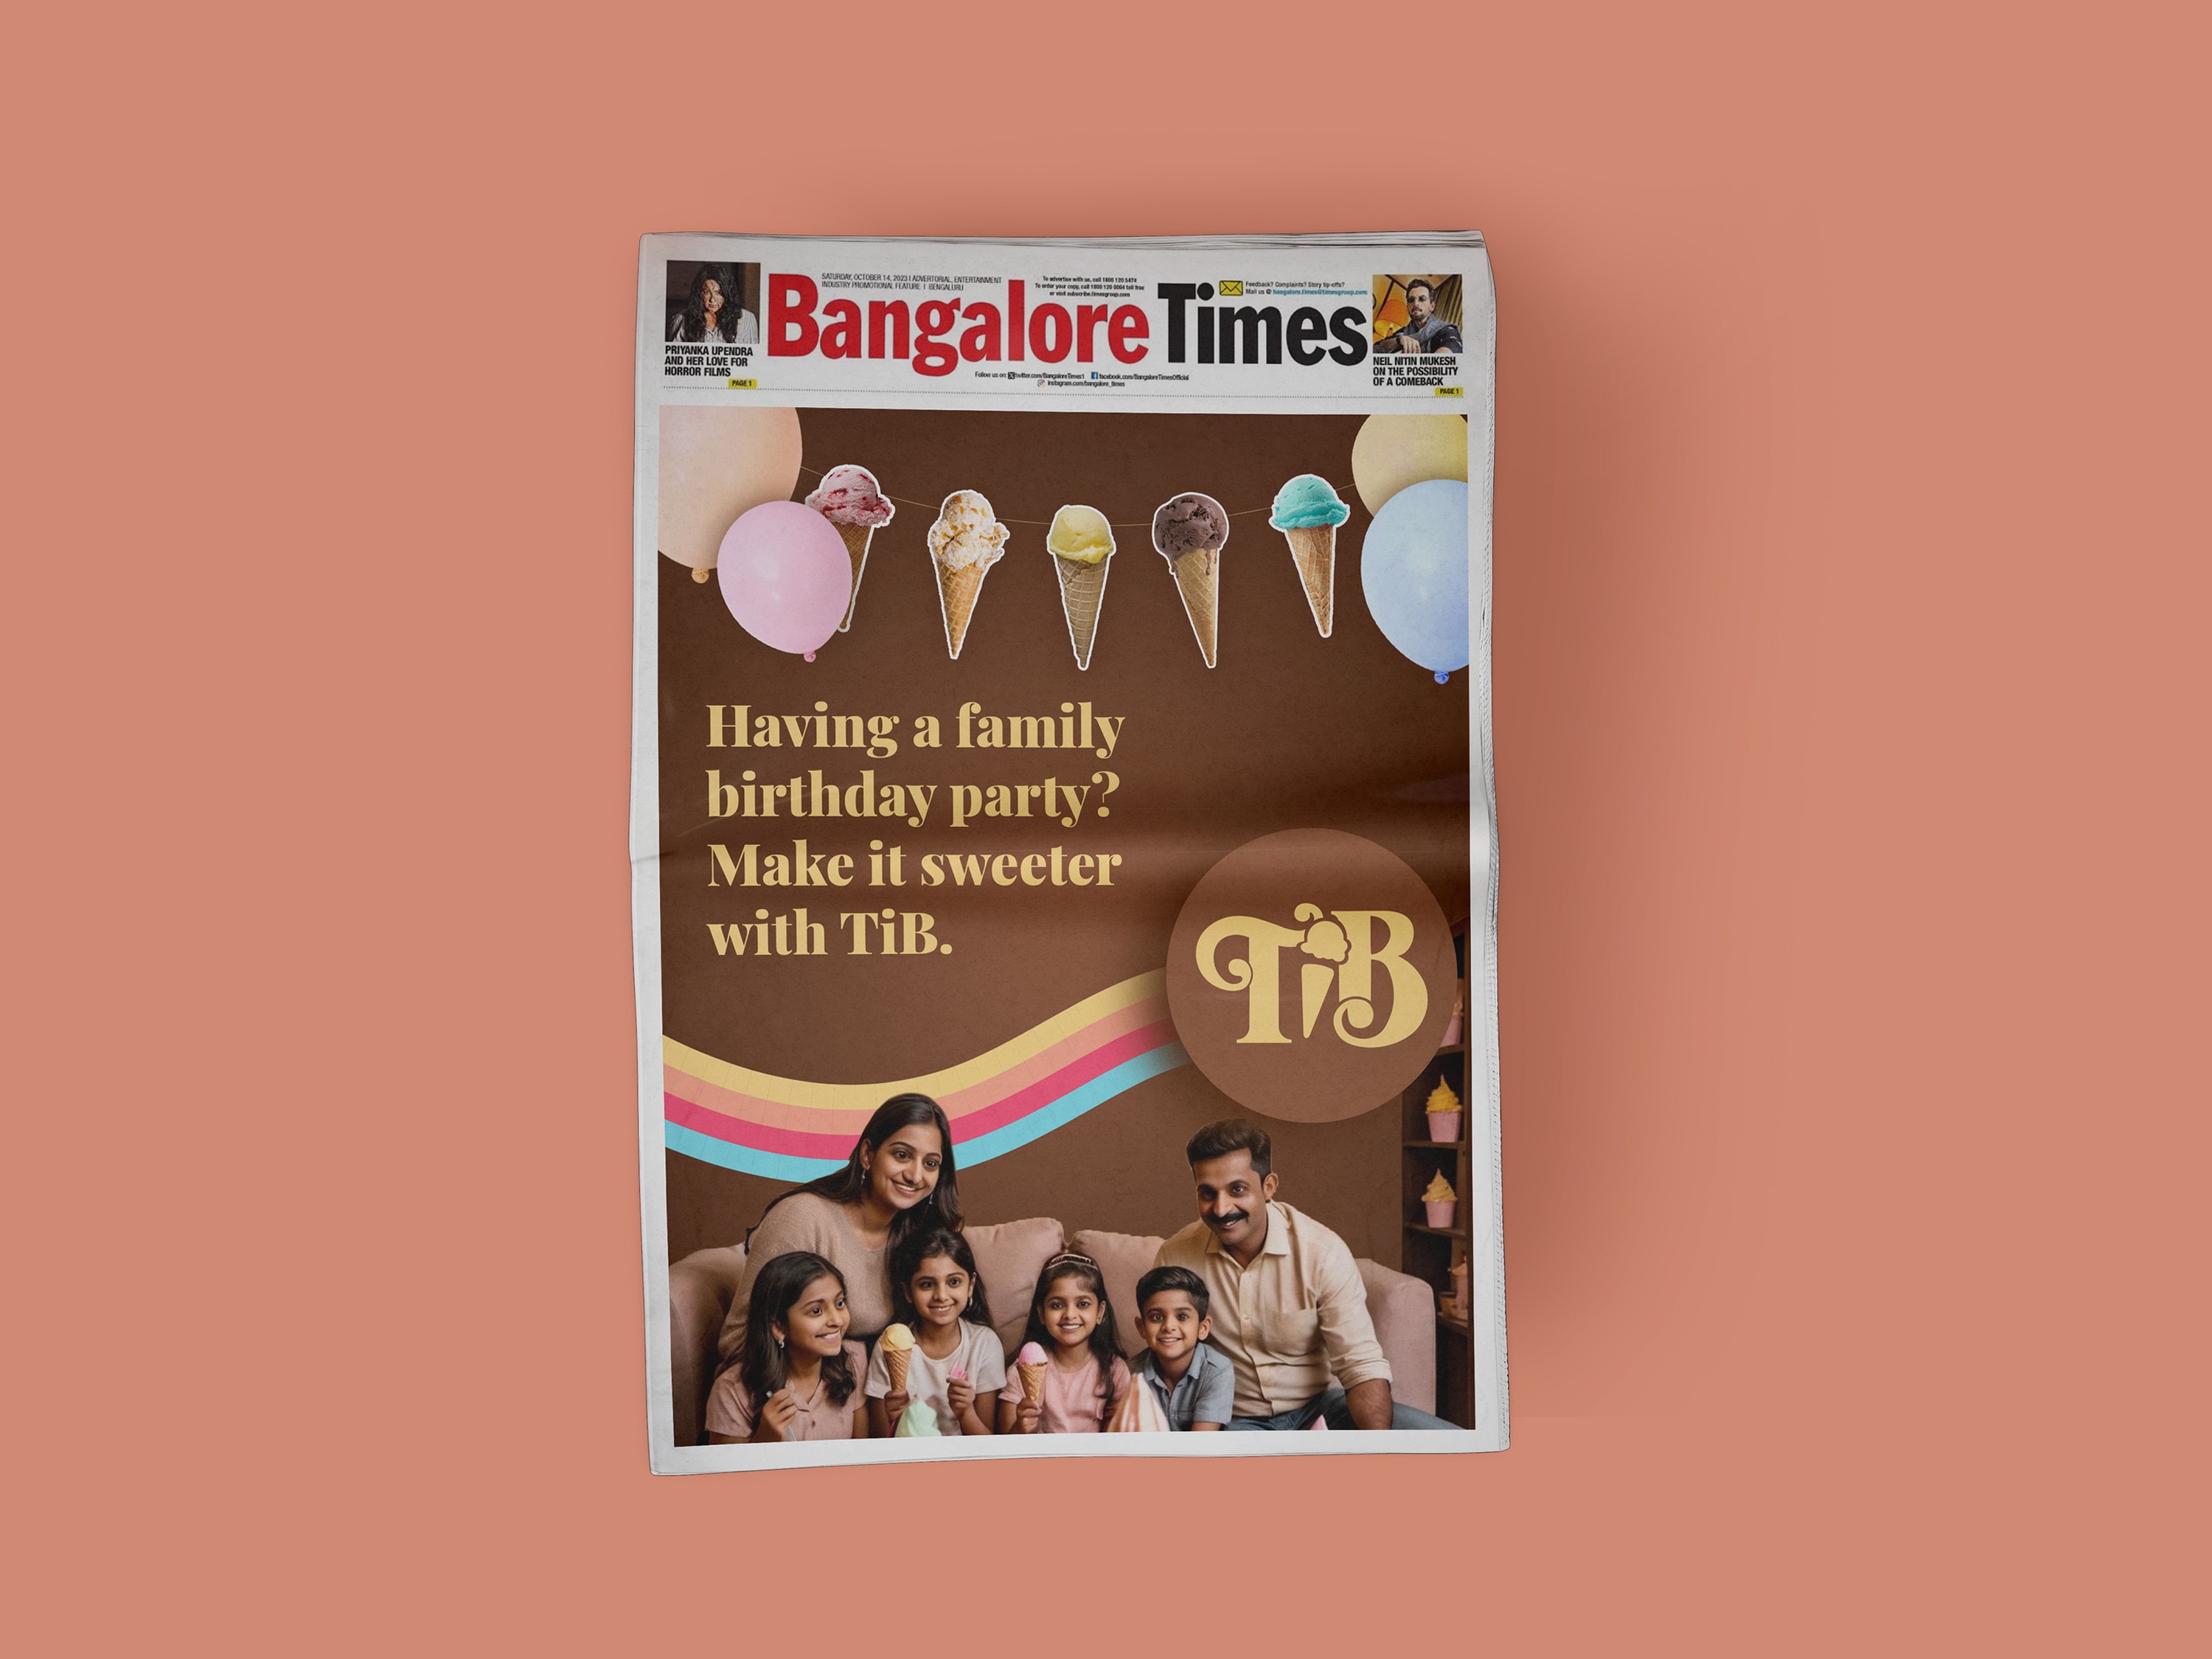 SATURDAY, OCTOBER 14, 2023 I ADVERTORIAL, ENTERTAINMENT
INDUSTRY PROMOTIONAL FEATURE I BENGALURU
To advertise with us, call 1800 120 5474
To order your copy, call 1800 120 0004 toll free
or visit subscribe.timesgroup.com
Feedback? Complaints? Story tip-offs?
Mail us @ bangalore.times@timesgroup.com
Bangalore Times
PRIYANKA UPENDRA
AND HER LOVE FOR
HORROR FILMS
PAGE 1
Follow us on: twitter.com/BangaloreTimes1 facebook.com/BangaloreTimesOfficial
instagram.com/bangalore_times
NEIL NITIN MUKESH
ON THE POSSIBILITY
OF A COMEBACK
PAGE 1
Having a family
birthday party?
Make it sweeter
with TiB.
TiB